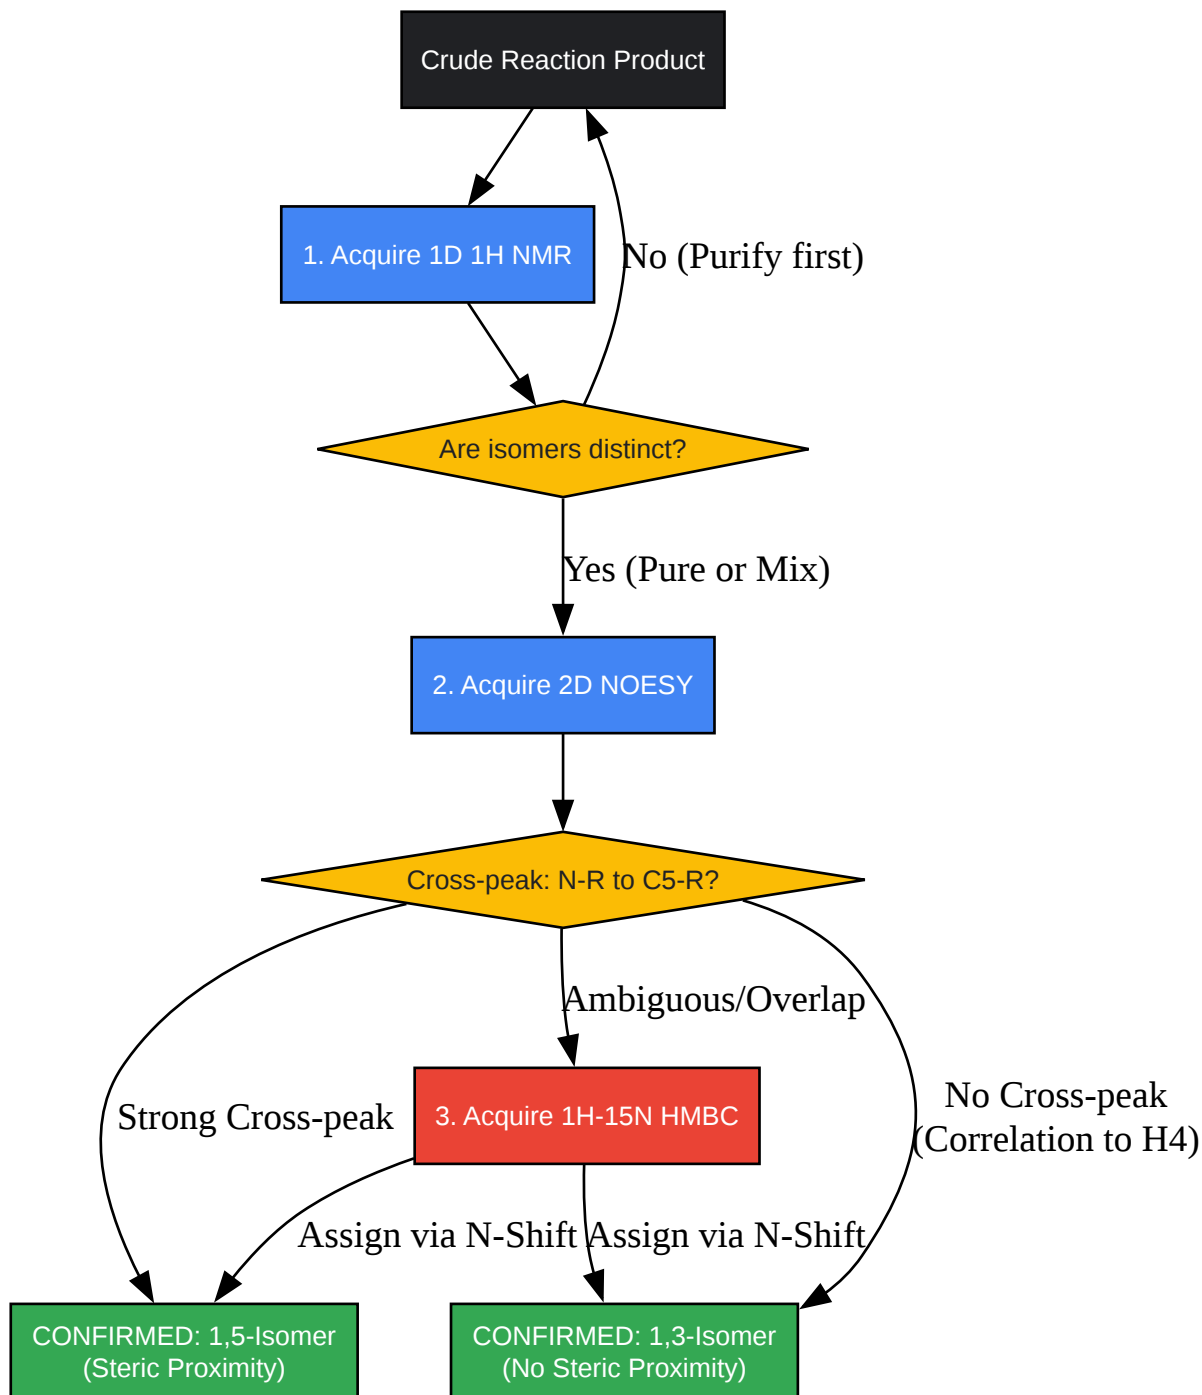 Crude Reaction Product
1. Acquire 1D 1H NMR
No (Purify first)
Are isomers distinct?
Yes (Pure or Mix)
2. Acquire 2D NOESY
Cross-peak: N-R to C5-R?
Ambiguous/Overlap
Strong Cross-peak
3. Acquire 1H-15N HMBC
No Cross-peak
(Correlation to H4)
Assign via N-Shift
Assign via N-Shift
CONFIRMED: 1,5-Isomer
(Steric Proximity)
CONFIRMED: 1,3-Isomer
(No Steric Proximity)